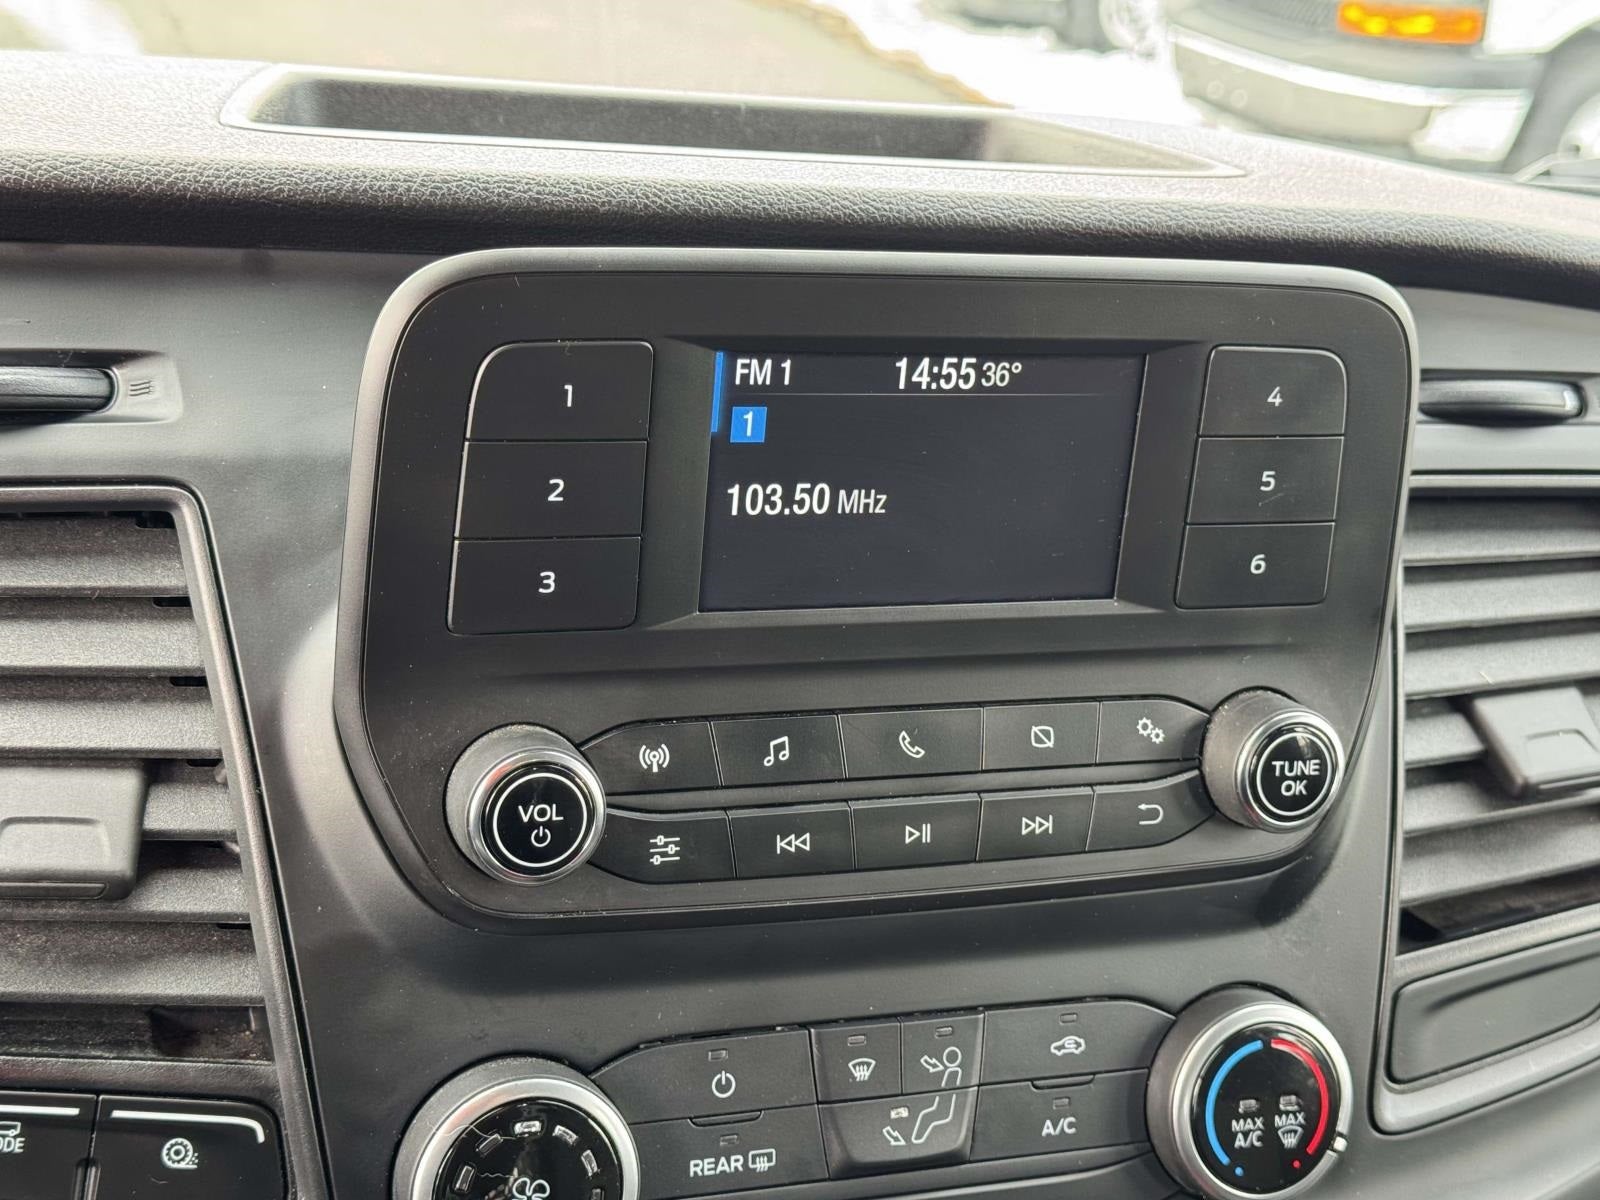 FM 1 14:55 36°
1
103.50 MHz
1
2
3
4
5
6
VOL
TUNE
OK
REAR
A/C
MAX
A/C
MAX